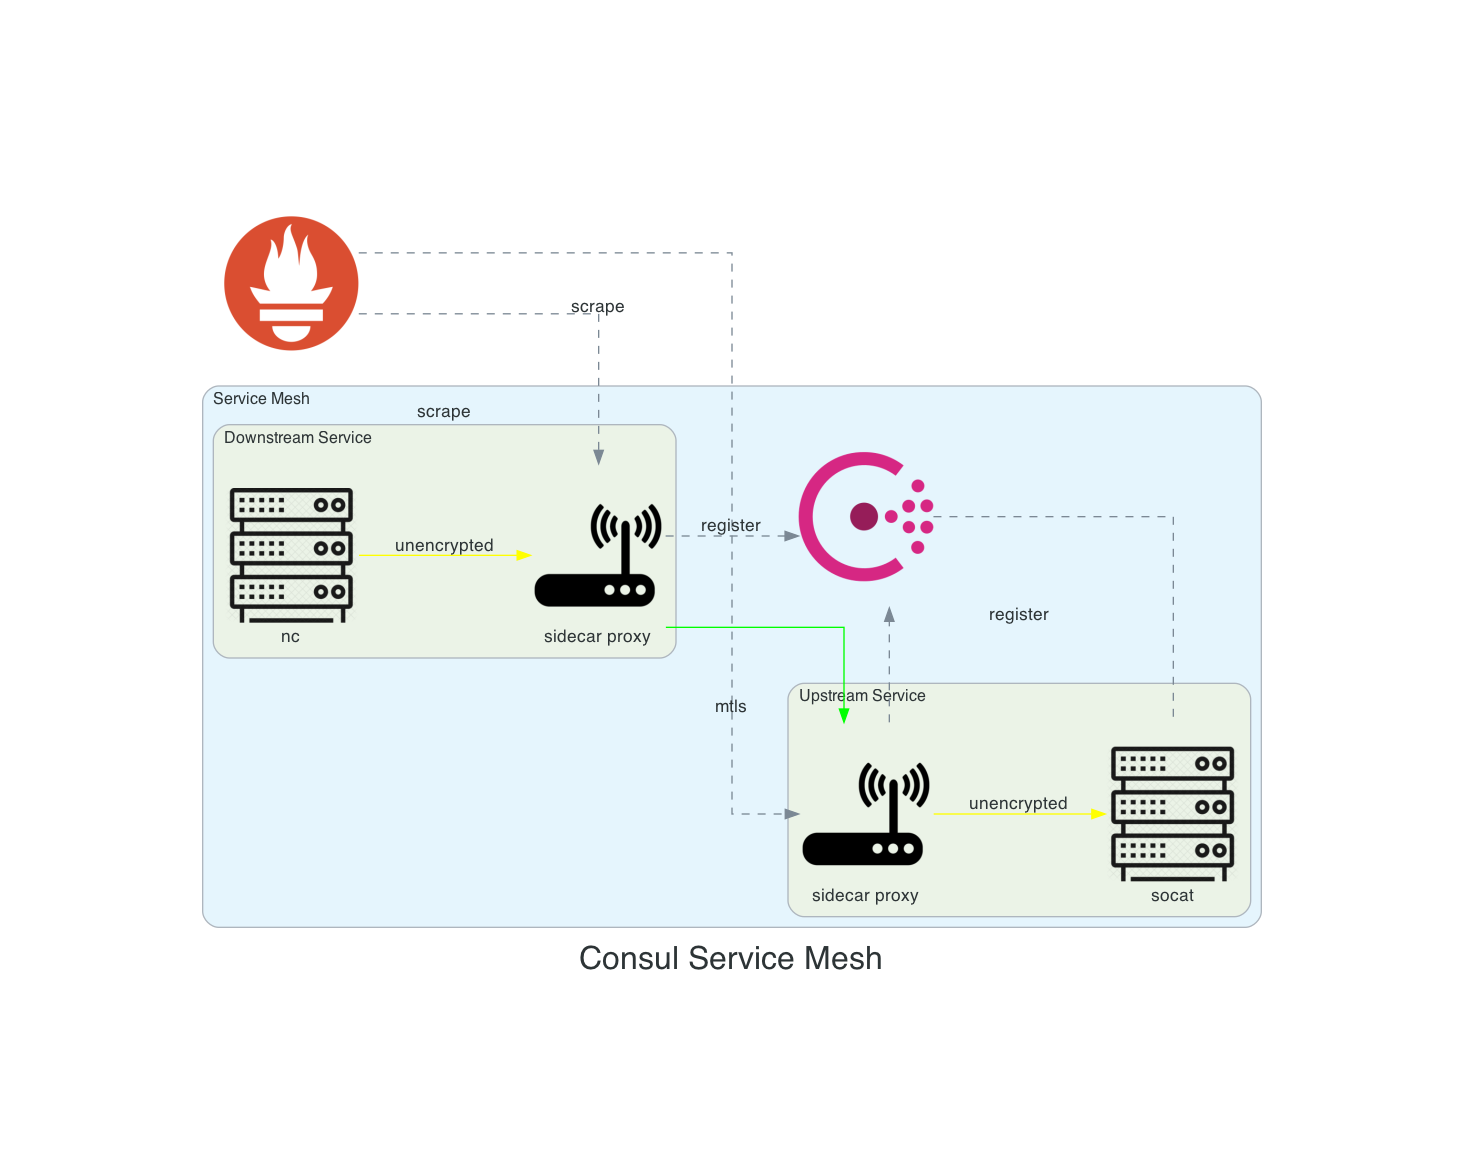 scrape
Service Mesh
scrape
Downstream Service
register
unencrypted
nc
sidecar proxy
register
Upstream Service
mtls
unencrypted
sidecar proxy
socat
Consul Service Mesh